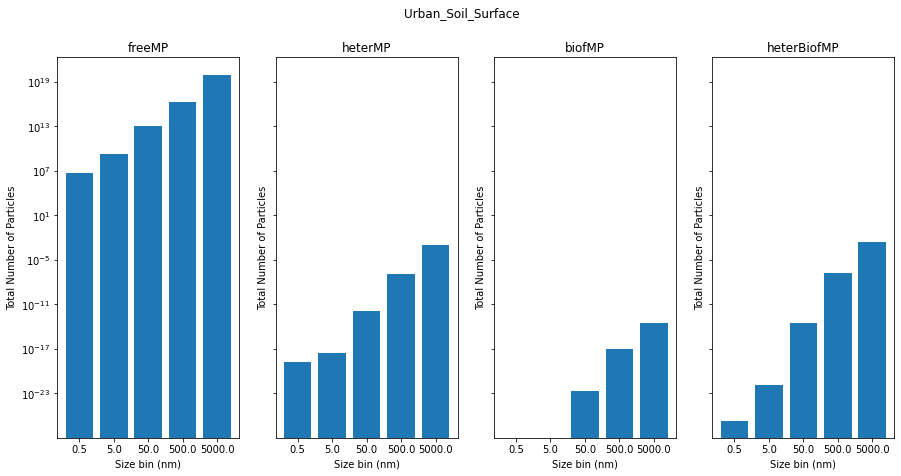 Urban_Soil_Surface
freeMP
heterMP
biofMP
heterBiofMP
Total Number of Particles
10^19
10^13
10^7
10^1
10^-5
10^-11
10^-17
10^-23
0.5 5.0 50.0 500.0 5000.0
Size bin (nm)
Total Number of Particles
0.5 5.0 50.0 500.0 5000.0
Size bin (nm)
Total Number of Particles
0.5 5.0 50.0 500.0 5000.0
Size bin (nm)
Total Number of Particles
0.5 5.0 50.0 500.0 5000.0
Size bin (nm)